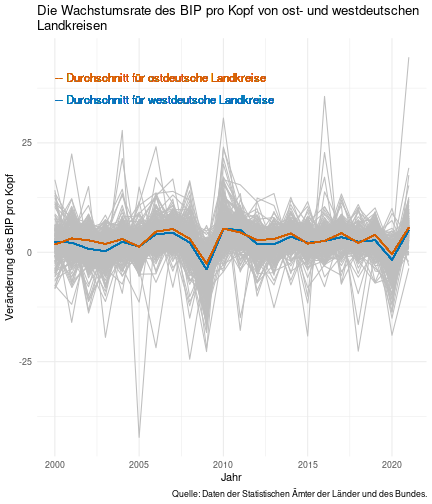 Die Wachstumsrate des BIP pro Kopf von ost- und westdeutschen
Landkreisen
Durchschnitt für ostdeutsche Landkreise
Durchschnitt für westdeutsche Landkreise
Veränderung des BIP pro Kopf
25
0
-25
2000 2005 2010 2015 2020
Jahr
Quelle: Daten der Statistischen Ämter der Länder und des Bundes.